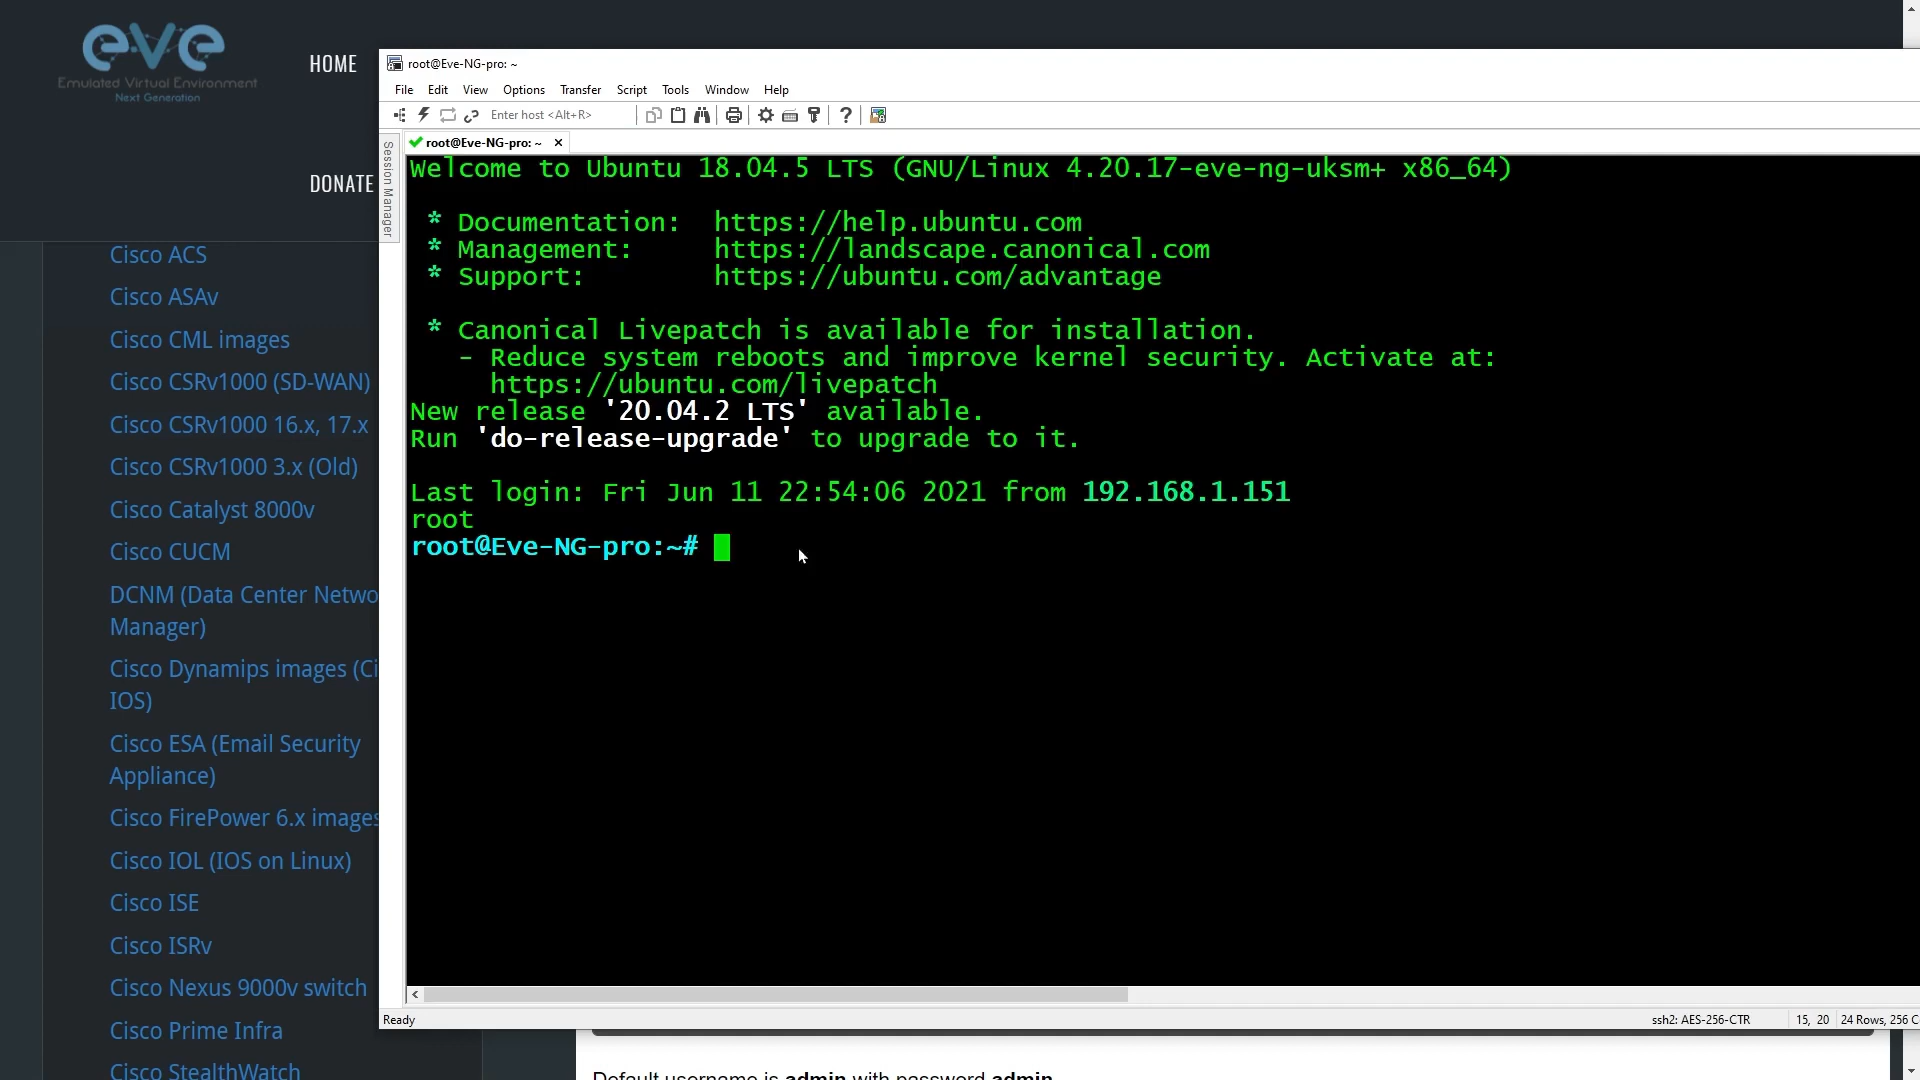 eve
Emulated Virtual Environment
Next Generation
HOME
DONATE
Cisco ACS
Cisco ASAv
Cisco CML images
Cisco CSRv1000 (SD-WAN)
Cisco CSRv1000 16.x, 17.x
Cisco CSRv1000 3.x (Old)
Cisco Catalyst 8000v
Cisco CUCM
DCNM (Data Center Netwo
Manager)
Cisco Dynamips images (Ci
IOS)
Cisco ESA (Email Security
Appliance)
Cisco FirePower 6.x images
Cisco IOL (IOS on Linux)
Cisco ISE
Cisco ISRv
Cisco Nexus 9000v switch
Cisco Prime Infra
Cisco StealthWatch
root@Eve-NG-pro: ~
File Edit View Options Transfer Script Tools Window Help
Enter host <Alt+R>
Session Manager
root@Eve-NG-pro: ~
Welcome to Ubuntu 18.04.5 LTS (GNU/Linux 4.20.17-eve-ng-uksm+ x86_64)
* Documentation: https://help.ubuntu.com
* Management: https://landscape.canonical.com
* Support: https://ubuntu.com/advantage
* Canonical Livepatch is available for installation.
- Reduce system reboots and improve kernel security. Activate at:
https://ubuntu.com/livepatch
New release '20.04.2 LTS' available.
Run 'do-release-upgrade' to upgrade to it.
Last login: Fri Jun 11 22:54:06 2021 from 192.168.1.151
root
root@Eve-NG-pro:~#
Ready
ssh2: AES-256-CTR 15, 20 24 Rows, 256 C
Default username is admin with password admin